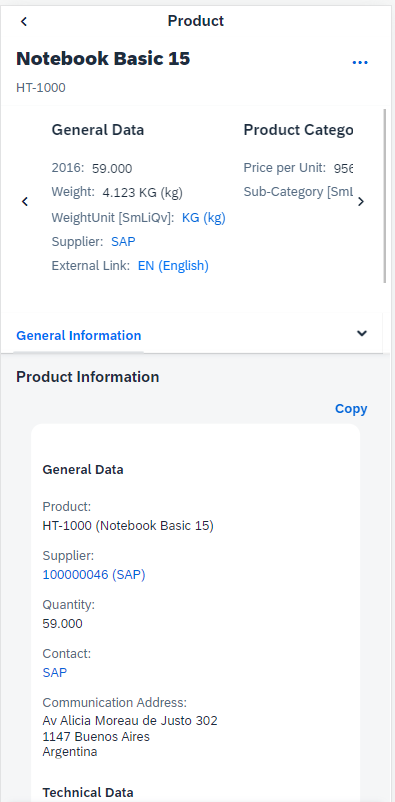 Product
Notebook Basic 15
HT-1000
General Data
2016: 59.000
Weight: 4.123 KG (kg)
WeightUnit [SmLiQv]: KG (kg)
Supplier: SAP
External Link: EN (English)
Product Catego
Price per Unit: 956
Sub-Category [SmL
General Information
Product Information
Copy
General Data
Product:
HT-1000 (Notebook Basic 15)
Supplier:
100000046 (SAP)
Quantity:
59.000
Contact:
SAP
Communication Address:
Av Alicia Moreau de Justo 302
1147 Buenos Aires
Argentina
Technical Data